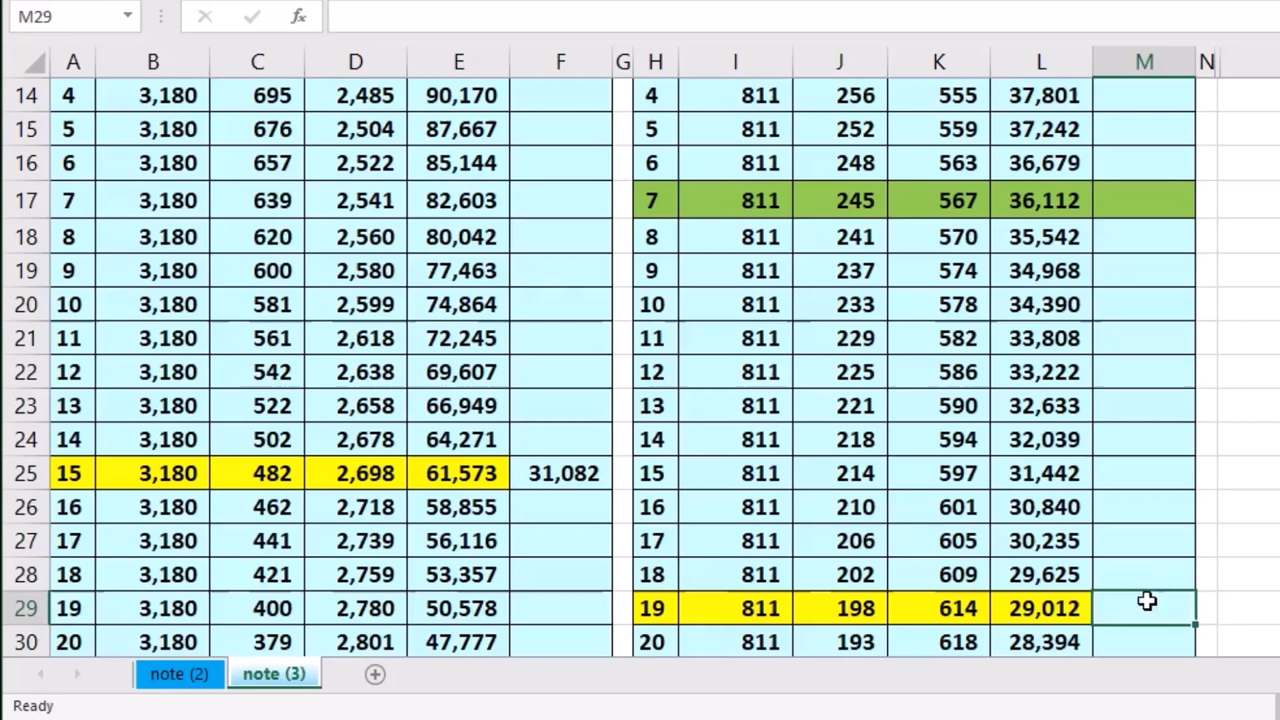 M29 fx
A B C D E F G H I J K L M N
14 4 3,180 695 2,485 90,170 4 811 256 555 37,801
15 5 3,180 676 2,504 87,667 5 811 252 559 37,242
16 6 3,180 657 2,522 85,144 6 811 248 563 36,679
17 7 3,180 639 2,541 82,603 7 811 245 567 36,112
18 8 3,180 620 2,560 80,042 8 811 241 570 35,542
19 9 3,180 600 2,580 77,463 9 811 237 574 34,968
20 10 3,180 581 2,599 74,864 10 811 233 578 34,390
21 11 3,180 561 2,618 72,245 11 811 229 582 33,808
22 12 3,180 542 2,638 69,607 12 811 225 586 33,222
23 13 3,180 522 2,658 66,949 13 811 221 590 32,633
24 14 3,180 502 2,678 64,271 14 811 218 594 32,039
25 15 3,180 482 2,698 61,573 31,082 15 811 214 597 31,442
26 16 3,180 462 2,718 58,855 16 811 210 601 30,840
27 17 3,180 441 2,739 56,116 17 811 206 605 30,235
28 18 3,180 421 2,759 53,357 18 811 202 609 29,625
29 19 3,180 400 2,780 50,578 19 811 198 614 29,012
30 20 3,180 379 2,801 47,777 20 811 193 618 28,394
note (2) note (3)
Ready